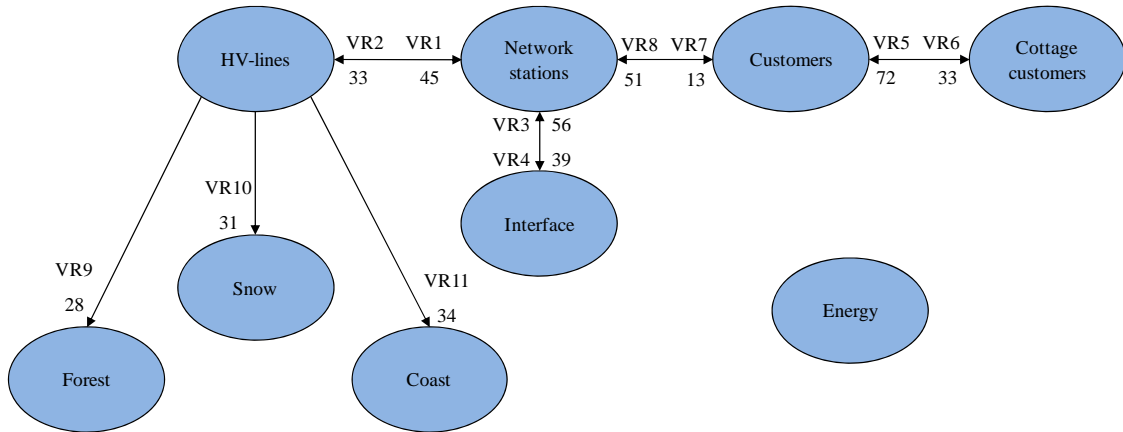 HV-lines
VR2
VR1
33
45
Network
stations
VR8
VR7
51
13
Customers
VR5
VR6
72
33
Cottage
customers
VR3
56
VR4
39
Interface
VR10
31
Snow
VR9
28
Forest
VR11
34
Coast
Energy